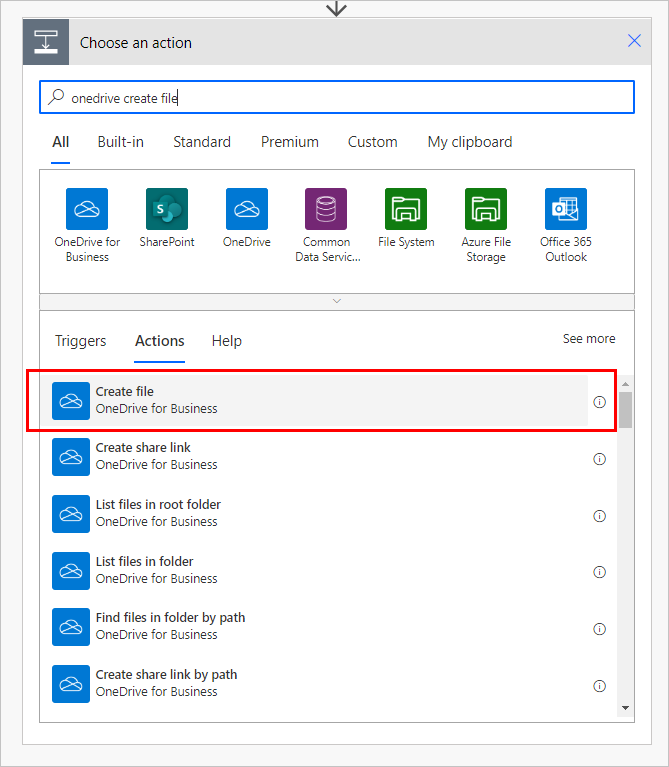 Choose an action
onedrive create file
All Built-in Standard Premium Custom My clipboard
OneDrive for
Business
SharePoint
OneDrive
Common
Data Servic...
File System
Azure File
Storage
Office 365
Outlook
Triggers Actions Help See more
Create file
OneDrive for Business
Create share link
OneDrive for Business
List files in root folder
OneDrive for Business
List files in folder
OneDrive for Business
Find files in folder by path
OneDrive for Business
Create share link by path
OneDrive for Business